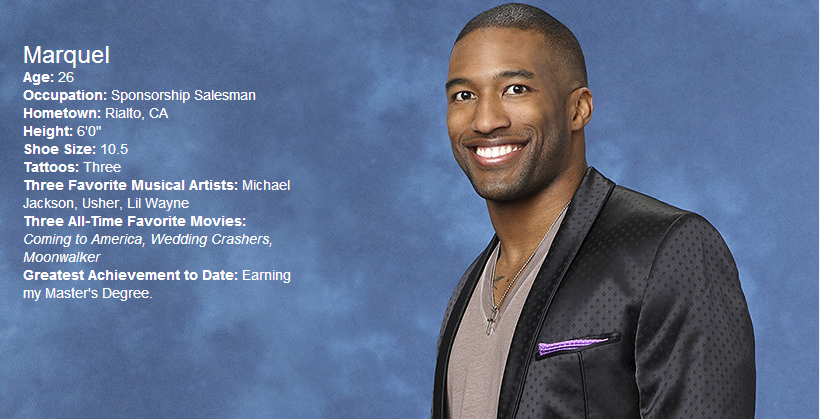 Marquel
Age: 26
Occupation: Sponsorship Salesman
Hometown: Rialto, CA
Height: 6'0"
Shoe Size: 10.5
Tattoos: Three
Three Favorite Musical Artists: Michael
Jackson, Usher, Lil Wayne
Three All-Time Favorite Movies:
Coming to America, Wedding Crashers,
Moonwalker
Greatest Achievement to Date: Earning
my Master's Degree.